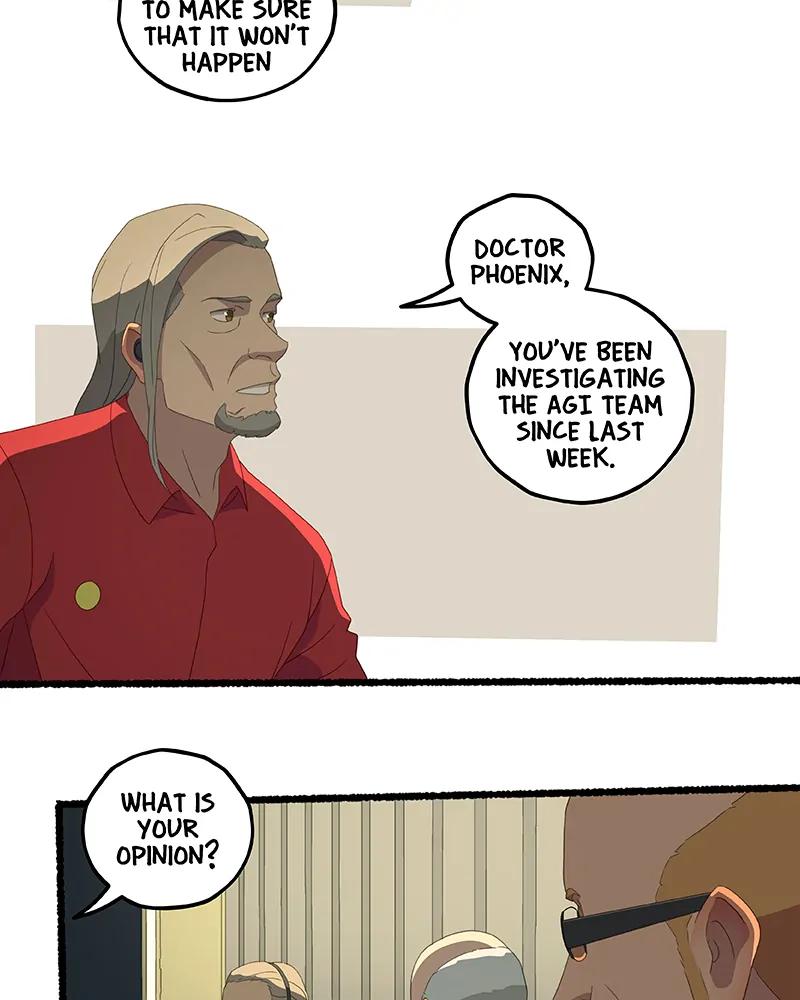 TO MAKE SURE
THAT IT WON'T
HAPPEN
DOCTOR
PHOENIX,
YOU'VE BEEN
INVESTIGATING
THE AGI TEAM
SINCE LAST
WEEK.
WHAT IS
YOUR
OPINION?